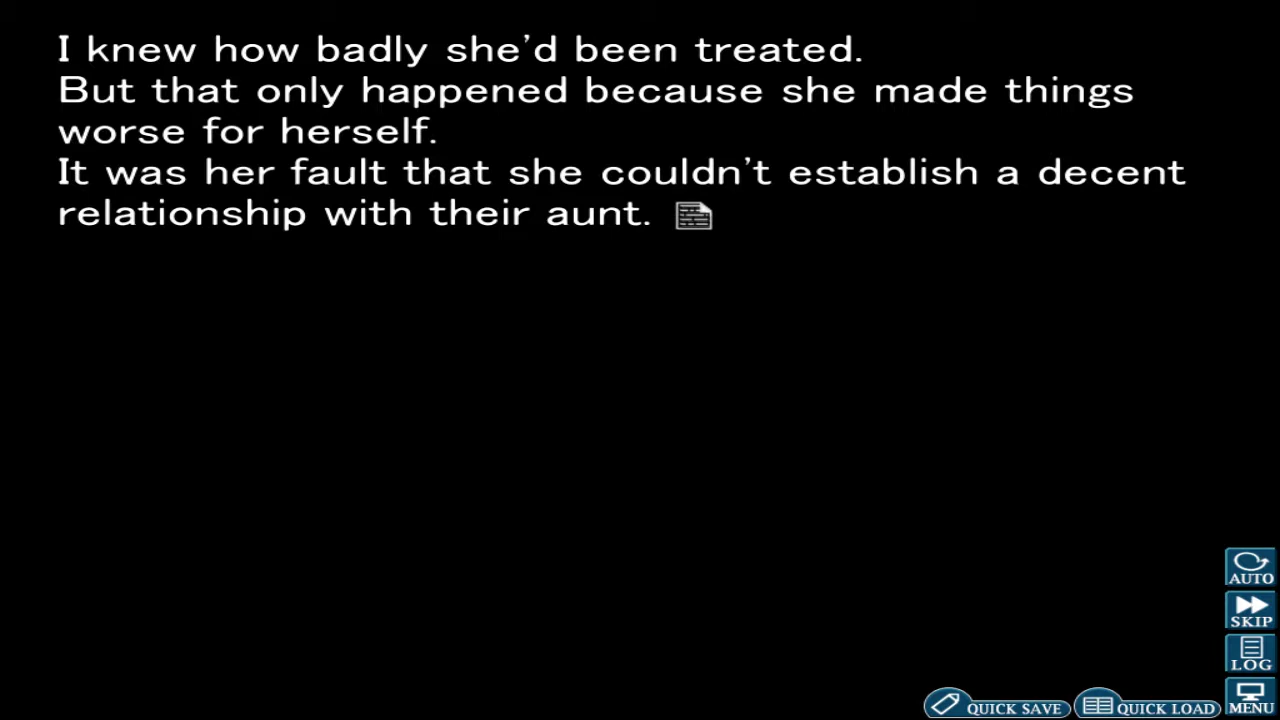 I knew how badly she'd been treated.
But that only happened because she made things
worse for herself.
It was her fault that she couldn't establish a decent
relationship with their aunt.
AUTO
SKIP
LOG
QUICK SAVE
QUICK LOAD
MENU